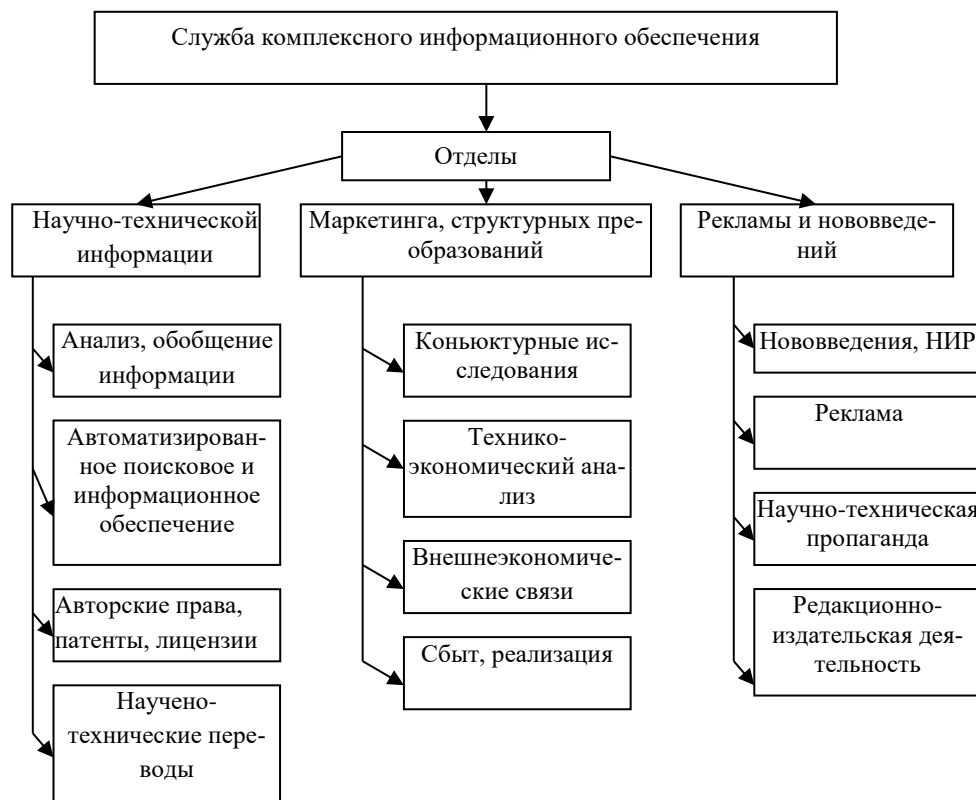 Служба комплексного информационного обеспечения
Отделы
Научно-технической
информации
Анализ, обобщение
информации
Автоматизирован-
ное поисковое и
информационное
обеспечение
Авторские права,
патенты, лицензии
Научено-
технические пере-
воды
Маркетинга, структурных пре-
образований
Коньюктурные ис-
следования
Технико-
экономический ана-
лиз
Внешнеэкономиче-
ские связи
Сбыт, реализация
Рекламы и нововведе-
ний
Нововведения, НИР
Реклама
Научно-техническая
пропаганда
Редакционно-
издательская дея-
тельность